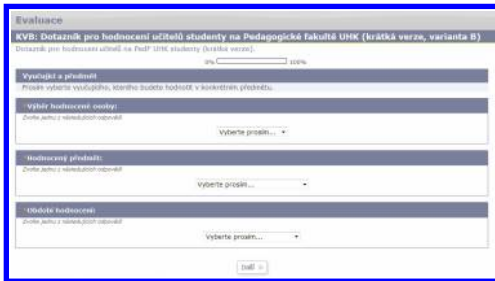 Evaluace
KVB: Dotazník pro hodnocení učitelů studenty na Pedagogické fakultě UHK (krátká verze, varianta B)
Dotazník pro hodnocení učitelů na PedF UHK studenty (krátká verze).
0% 100%
Vyučující a předmět
Prosím vyberte vyučujícího, kterého budete hodnotit v konkrétním předmětu.
*Výběr hodnocené osoby:
Zvolte jednu z následujících odpovědí
Vyberte prosím...
*Hodnocený předmět:
Zvolte jednu z následujících odpovědí
Vyberte prosím...
*Období hodnocení:
Zvolte jednu z následujících odpovědí
Vyberte prosím...
Další